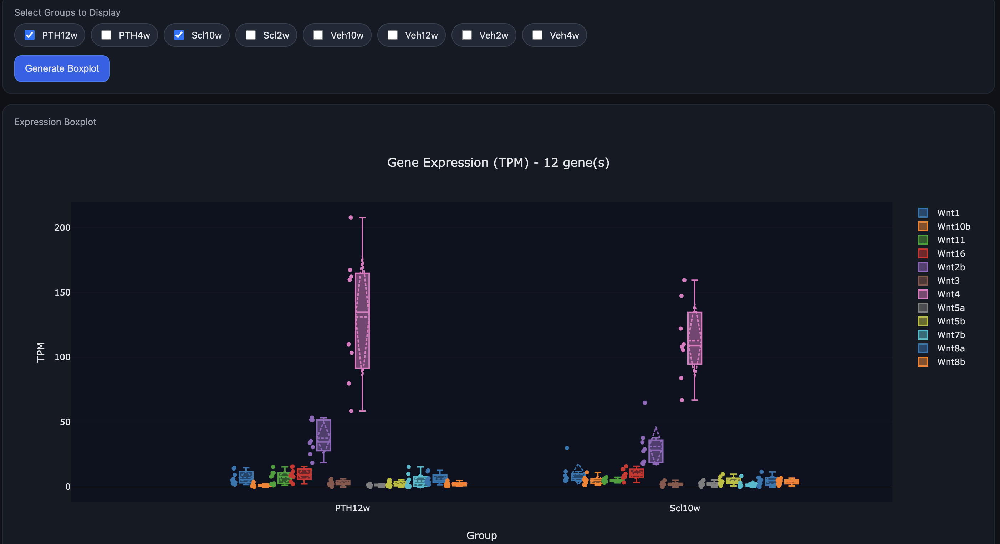 Select Groups to Display
PTH12w PTH4w Scl10w Scl2w Veh10w Veh12w Veh2w Veh4w
Generate Boxplot
Expression Boxplot
Gene Expression (TPM) - 12 gene(s)
200
150
100
50
0
TPM
PTH12w Scl10w
Group
Wnt1
Wnt10b
Wnt11
Wnt16
Wnt2b
Wnt3
Wnt4
Wnt5a
Wnt5b
Wnt7b
Wnt8a
Wnt8b